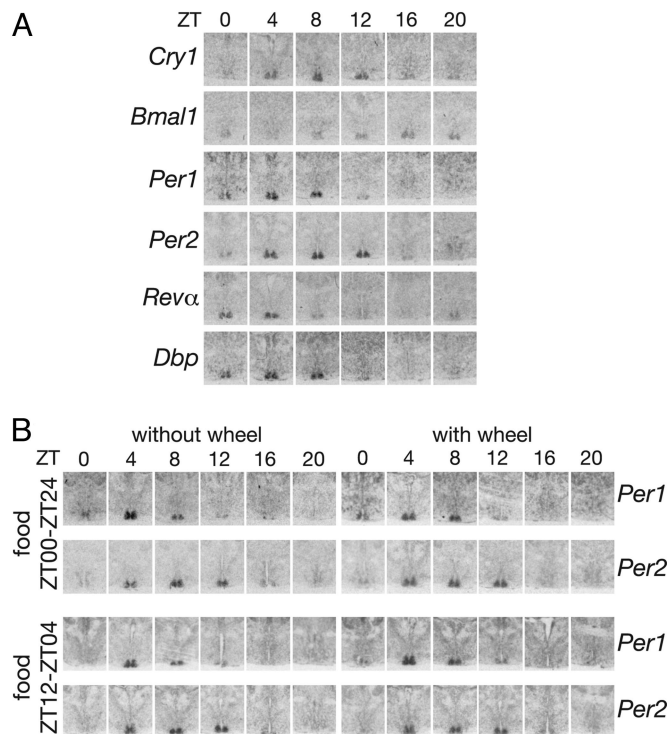 A
ZT 0 4 8 12 16 20
Cry1
Bmal1
Per1
Per2
Revα
Dbp
B
without wheel with wheel
ZT 0 4 8 12 16 20 0 4 8 12 16 20
food
ZT00-ZT24
Per1
Per2
food
ZT12-ZT04
Per1
Per2